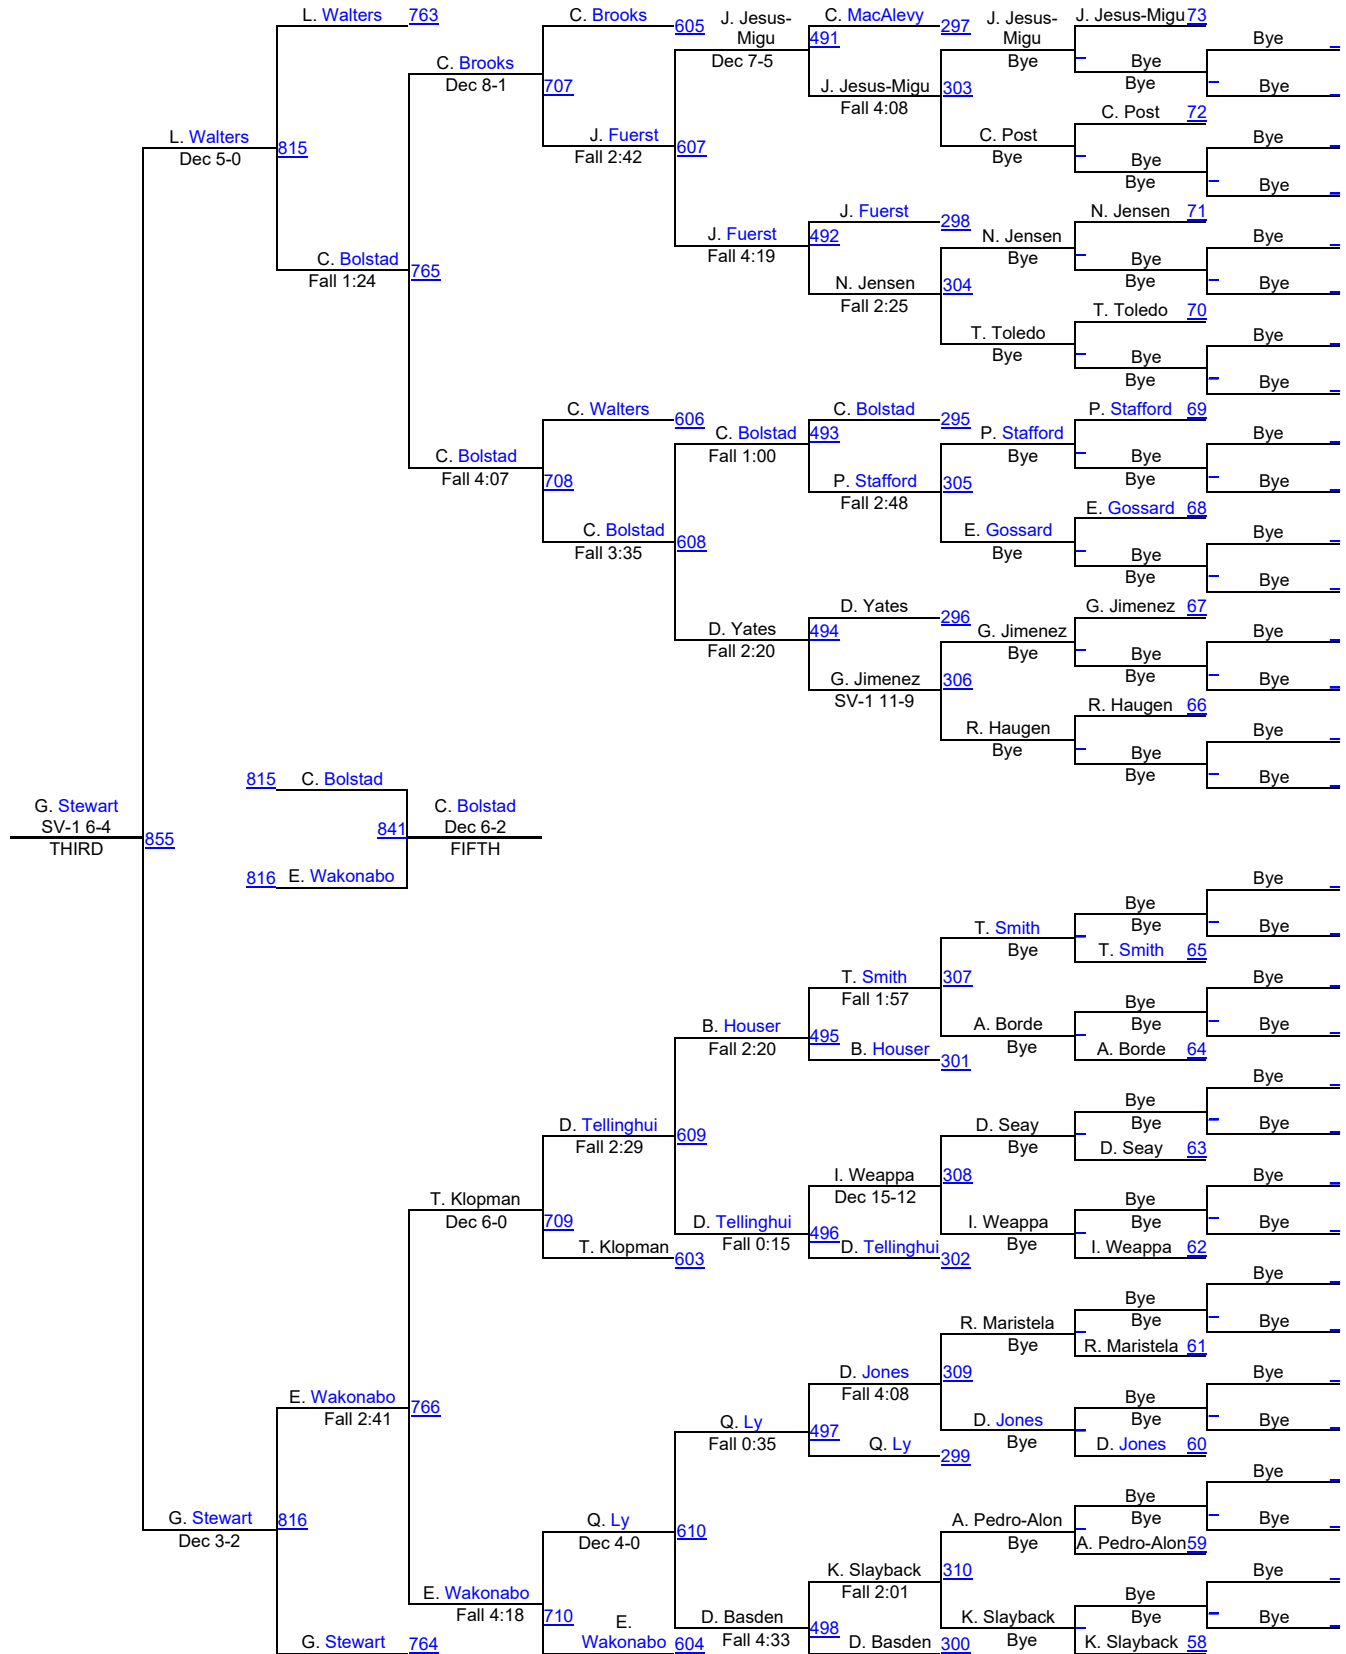 L. Walters 763
C. Brooks
Dec 8-1
C. Brooks 605
707
J. Fuerst
Fall 2:42
J. Jesus-
Migu
Dec 7-5
607
C. MacAlevy 297
491
J. Jesus-Migu
Fall 4:08
303
J. Jesus-
Migu
Bye
J. Jesus-Migu 73
Bye
Bye
Bye
Bye
C. Post
Bye
C. Post 72
Bye
Bye
Bye
Bye
L. Walters
Dec 5-0
815
J. Fuerst
Fall 4:19
J. Fuerst 298
492
N. Jensen
Fall 2:25
304
N. Jensen
Bye
N. Jensen 71
Bye
Bye
Bye
Bye
T. Toledo
Bye
T. Toledo 70
Bye
Bye
Bye
Bye
C. Bolstad
Fall 1:24
765
C. Bolstad
Fall 4:07
C. Walters 606
708
C. Bolstad
Fall 3:35
C. Bolstad
Fall 1:00
608
C. Bolstad 295
493
P. Stafford
Fall 2:48
305
P. Stafford
Bye
P. Stafford 69
Bye
Bye
Bye
Bye
E. Gossard
Bye
E. Gossard 68
Bye
Bye
Bye
Bye
D. Yates
Fall 2:20
D. Yates 296
494
G. Jimenez
SV-1 11-9
306
G. Jimenez
Bye
G. Jimenez 67
Bye
Bye
Bye
Bye
R. Haugen
Bye
R. Haugen 66
Bye
Bye
Bye
Bye
815 C. Bolstad
G. Stewart
SV-1 6-4
THIRD
855
841
C. Bolstad
Dec 6-2
FIFTH
816 E. Wakonabo
T. Smith
Bye
Bye
Bye
T. Smith 65
Bye
Bye
T. Smith
Fall 1:57
307
A. Borde
Bye
Bye
Bye
A. Borde 64
Bye
Bye
B. Houser
Fall 2:20
495
B. Houser 301
D. Tellinghui
Fall 2:29
609
D. Seay
Bye
Bye
Bye
D. Seay 63
Bye
Bye
I. Weappa
Dec 15-12
308
I. Weappa
Bye
Bye
Bye
I. Weappa 62
Bye
Bye
D. Tellinghui
Fall 0:15
496
D. Tellinghui 302
T. Klopman
Dec 6-0
709
T. Klopman 603
E. Wakonabo
Fall 2:41
766
R. Maristela
Bye
Bye
Bye
R. Maristela 61
Bye
Bye
D. Jones
Fall 4:08
309
D. Jones
Bye
Bye
Bye
D. Jones 60
Bye
Bye
Q. Ly
Fall 0:35
497
Q. Ly 299
G. Stewart
Dec 3-2
816
Q. Ly
Dec 4-0
610
A. Pedro-Alon
Bye
Bye
Bye
A. Pedro-Alon 59
Bye
Bye
K. Slayback
Fall 2:01
310
K. Slayback
Bye
Bye
Bye
K. Slayback 58
Bye
Bye
E. Wakonabo
Fall 4:18
710
E.
Wakonabo 604
D. Basden
Fall 4:33
498
D. Basden 300
G. Stewart 764